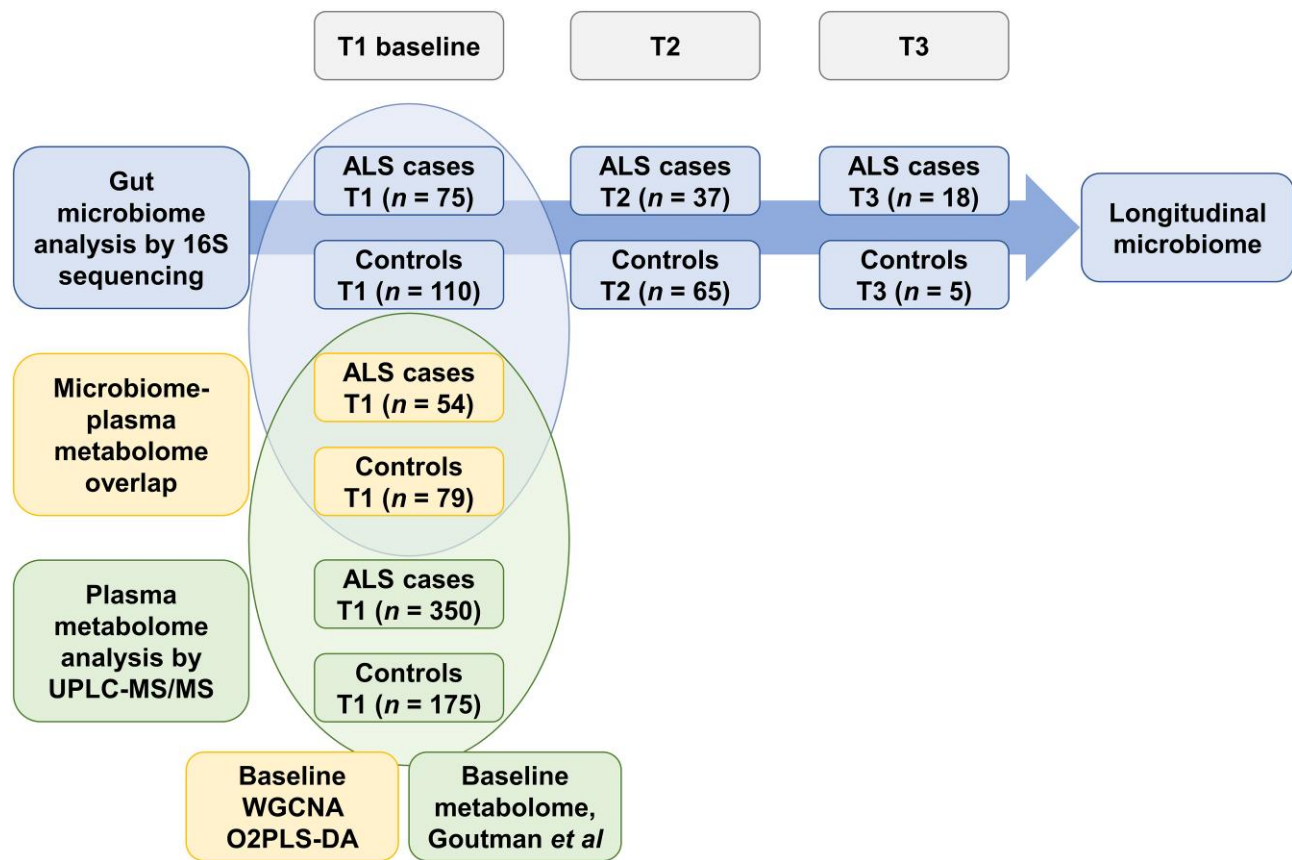 T1 baseline
T2
T3
Gut
microbiome
analysis by 16S
sequencing
ALS cases
T1 (n = 75)
ALS cases
T2 (n = 37)
ALS cases
T3 (n = 18)
Controls
T1 (n = 110)
Controls
T2 (n = 65)
Controls
T3 (n = 5)
Longitudinal
microbiome
Microbiome-
plasma
metabolome
overlap
ALS cases
T1 (n = 54)
Controls
T1 (n = 79)
Plasma
metabolome
analysis by
UPLC-MS/MS
ALS cases
T1 (n = 350)
Controls
T1 (n = 175)
Baseline
WGCNA
O2PLS-DA
Baseline
metabolome,
Goutman et al